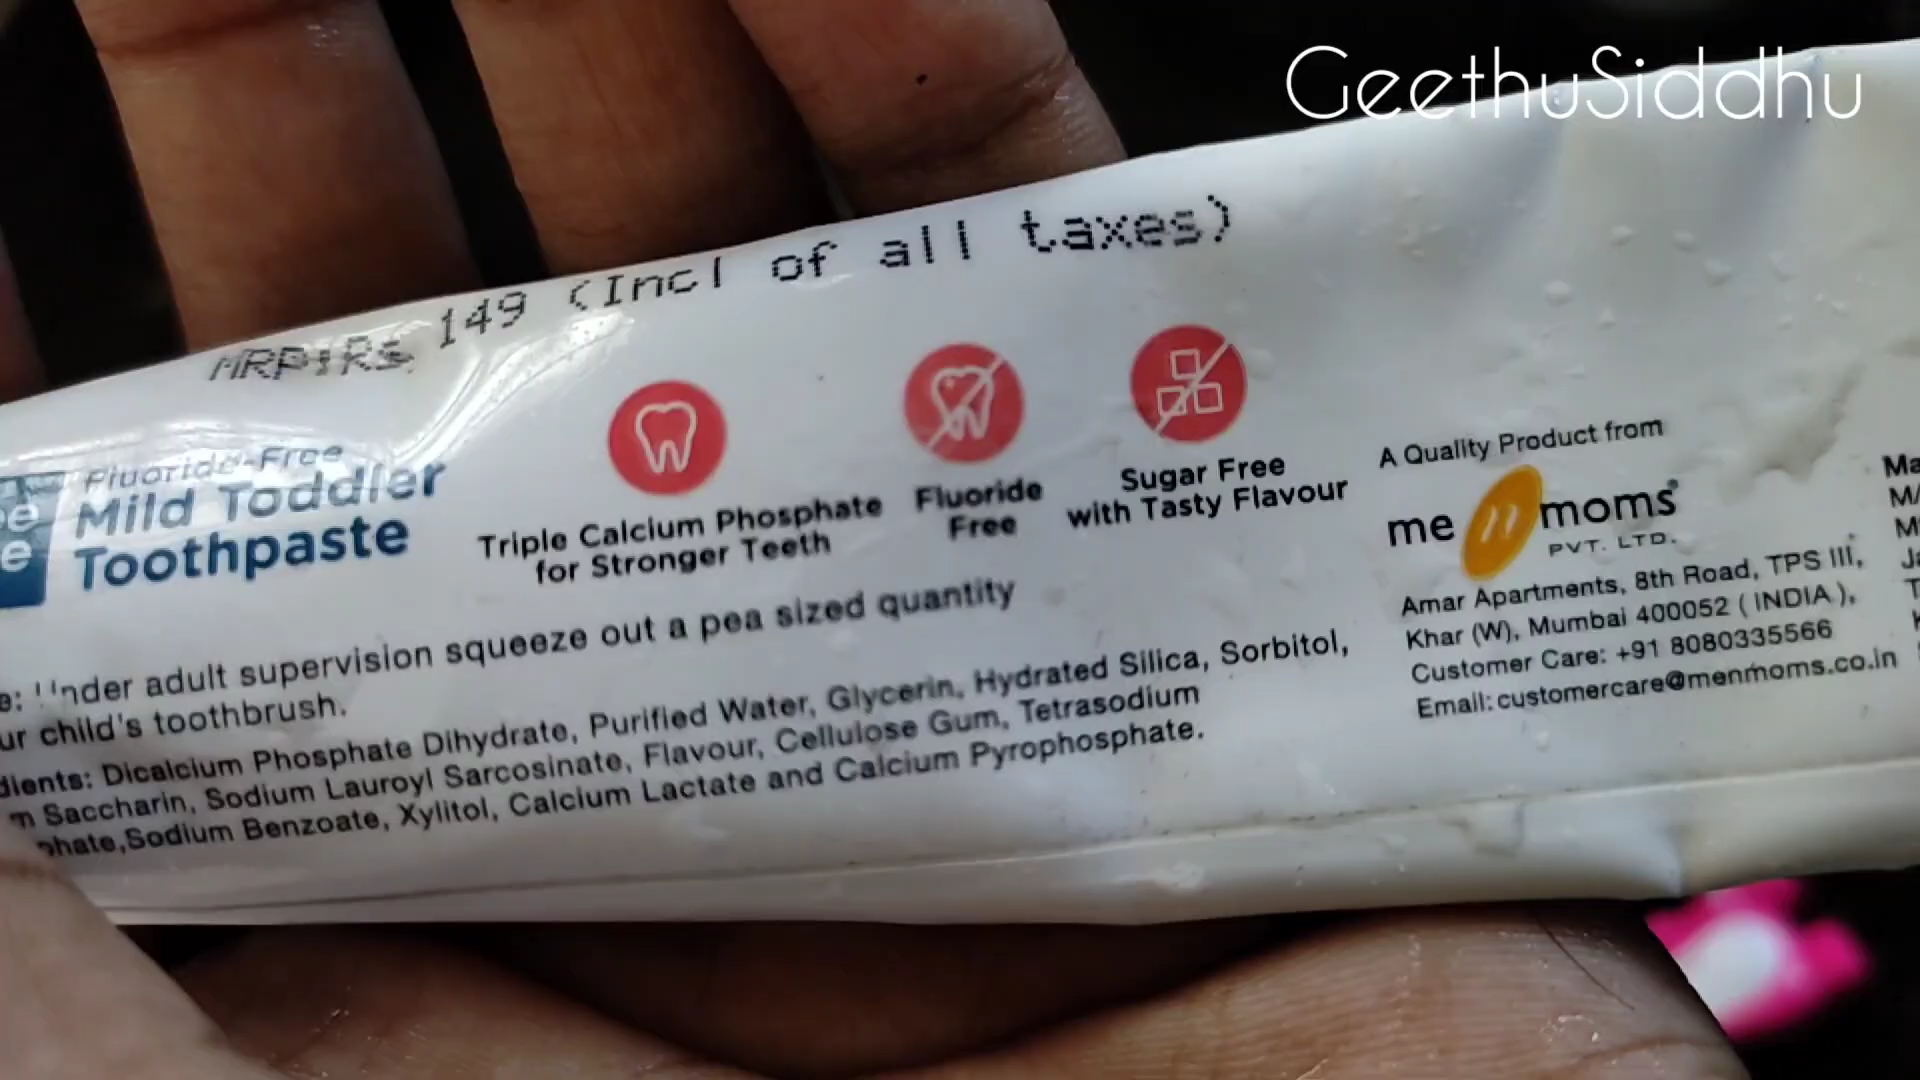 GeethuSiddhu
MRP:Rs 149 (Incl of all taxes)
Fluoride-Free
Mild Toddler
Toothpaste
Triple Calcium Phosphate
for Stronger Teeth
Fluoride
Free
Sugar Free
with Tasty Flavour
Under adult supervision squeeze out a pea sized quantity
child's toothbrush.
Dicalcium Phosphate Dihydrate, Purified Water, Glycerin, Hydrated Silica, Sorbitol,
Saccharin, Sodium Lauroyl Sarcosinate, Flavour, Cellulose Gum, Tetrasodium
Sodium Benzoate, Xylitol, Calcium Lactate and Calcium Pyrophosphate.
A Quality Product from
me n moms
PVT. LTD.
Amar Apartments, 8th Road, TPS III,
Khar (W), Mumbai 400052 ( INDIA ),
Customer Care: +91 8080335566
Email: customercare@menmoms.co.in